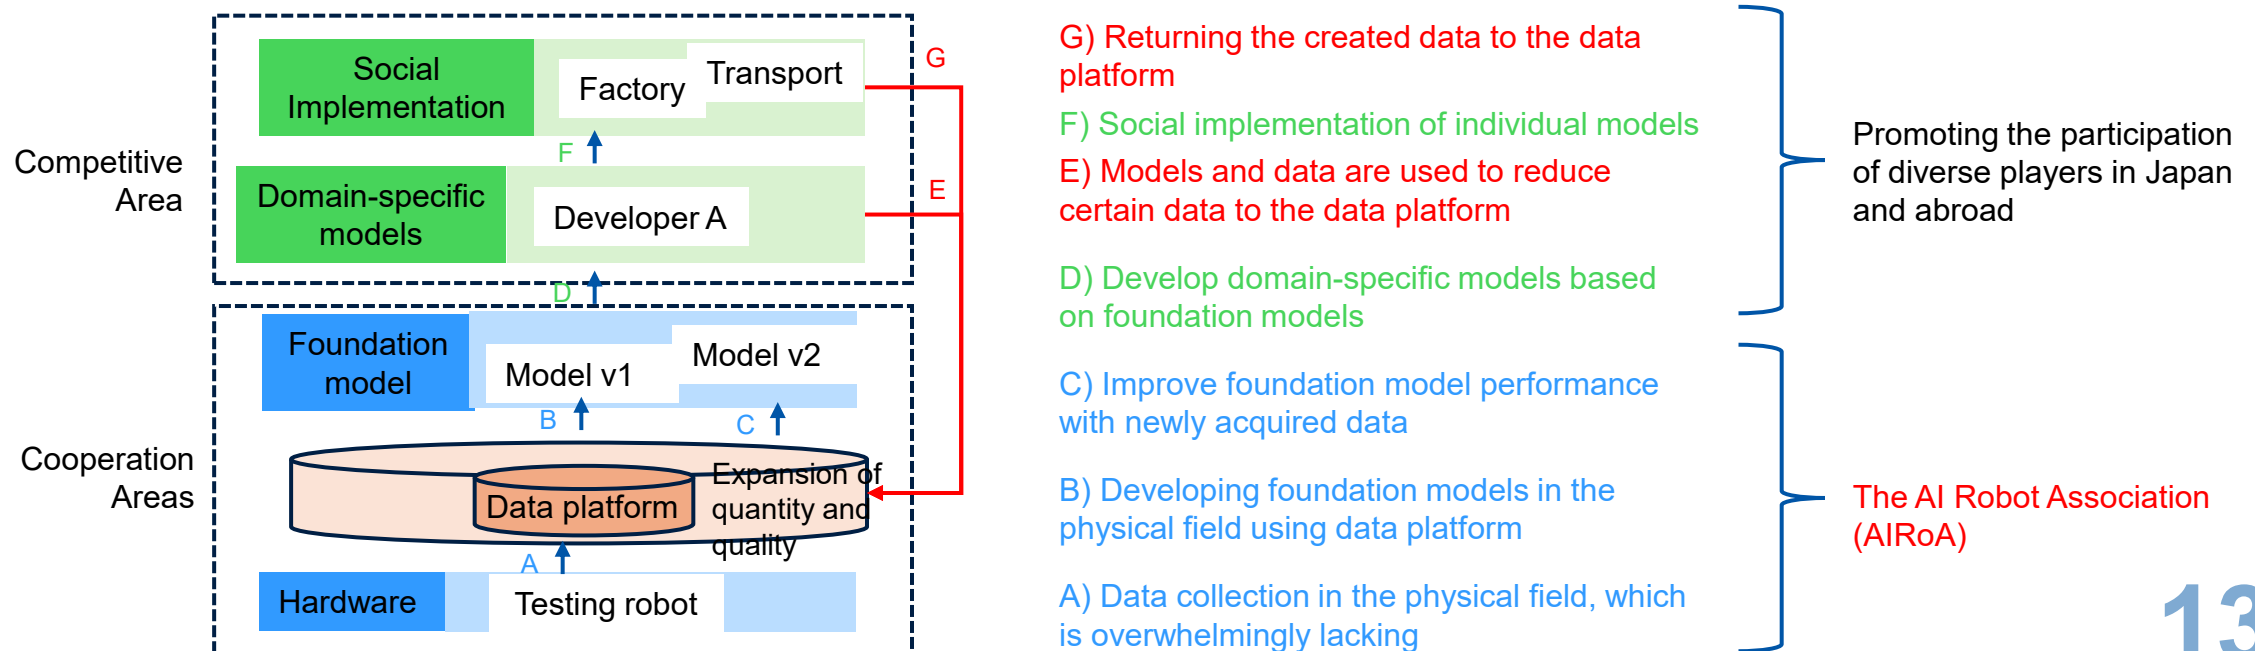 Competitive
Area
Social
Implementation
Factory
Transport
G
F
Domain-specific
models
Developer A
E
D
Cooperation
Areas
Foundation
model
Model v1
Model v2
B
C
Data platform
Expansion of
quantity and
quality
A
Hardware
Testing robot
G) Returning the created data to the data
platform
F) Social implementation of individual models
E) Models and data are used to reduce
certain data to the data platform
D) Develop domain-specific models based
on foundation models
C) Improve foundation model performance
with newly acquired data
B) Developing foundation models in the
physical field using data platform
A) Data collection in the physical field, which
is overwhelmingly lacking
Promoting the participation
of diverse players in Japan
and abroad
The AI Robot Association
(AIRoA)
13